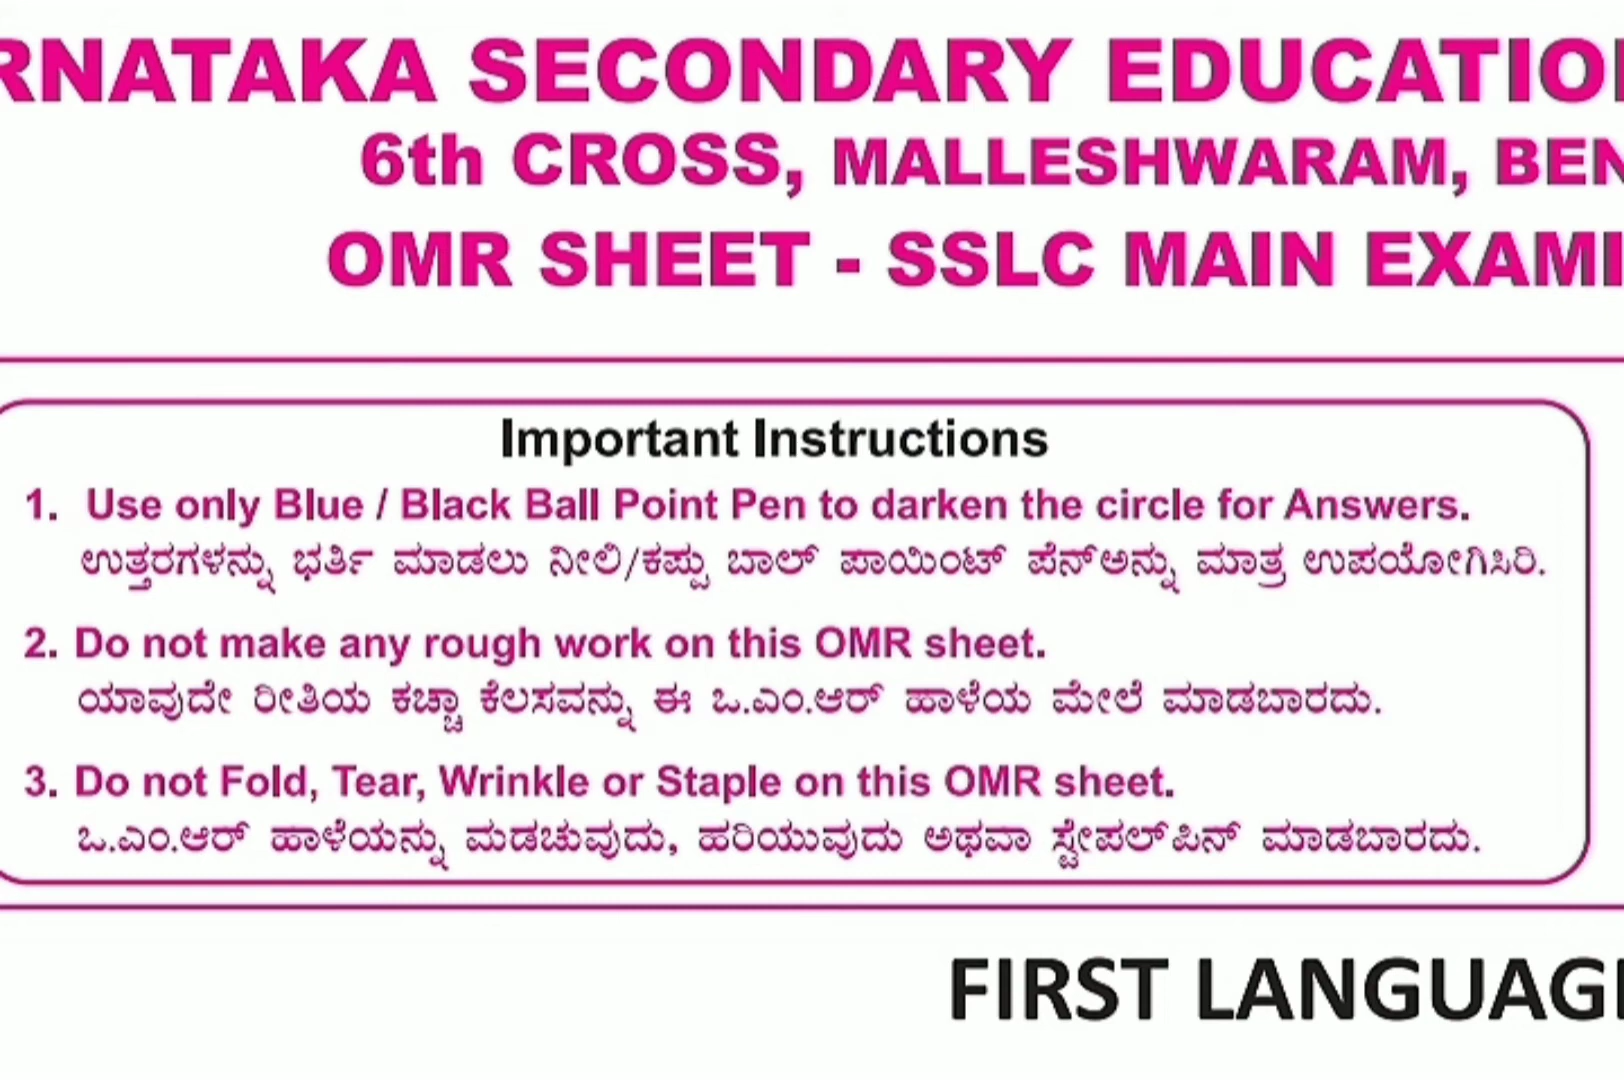 RNATAKA SECONDARY EDUCATION
6th CROSS, MALLESHWARAM, BEN
OMR SHEET - SSLC MAIN EXAMI
Important Instructions
1. Use only Blue / Black Ball Point Pen to darken the circle for Answers.
ಉತ್ತರಗಳನ್ನು ಭರ್ತಿ ಮಾಡಲು ನೀಲಿ/ಕಪ್ಪು ಬಾಲ್ ಪಾಯಿಂಟ್ ಪೆನ್‌ಅನ್ನು ಮಾತ್ರ ಉಪಯೋಗಿಸಿರಿ.
2. Do not make any rough work on this OMR sheet.
ಯಾವುದೇ ರೀತಿಯ ಕಚ್ಚಾ ಕೆಲಸವನ್ನು ಈ ಒ.ಎಂ.ಆರ್ ಹಾಳೆಯ ಮೇಲೆ ಮಾಡಬಾರದು.
3. Do not Fold, Tear, Wrinkle or Staple on this OMR sheet.
ಒ.ಎಂ.ಆರ್ ಹಾಳೆಯನ್ನು ಮಡಚುವುದು, ಹರಿಯುವುದು ಅಥವಾ ಸ್ಟೇಪಲ್‌ಪಿನ್ ಮಾಡಬಾರದು.
FIRST LANGUAGE